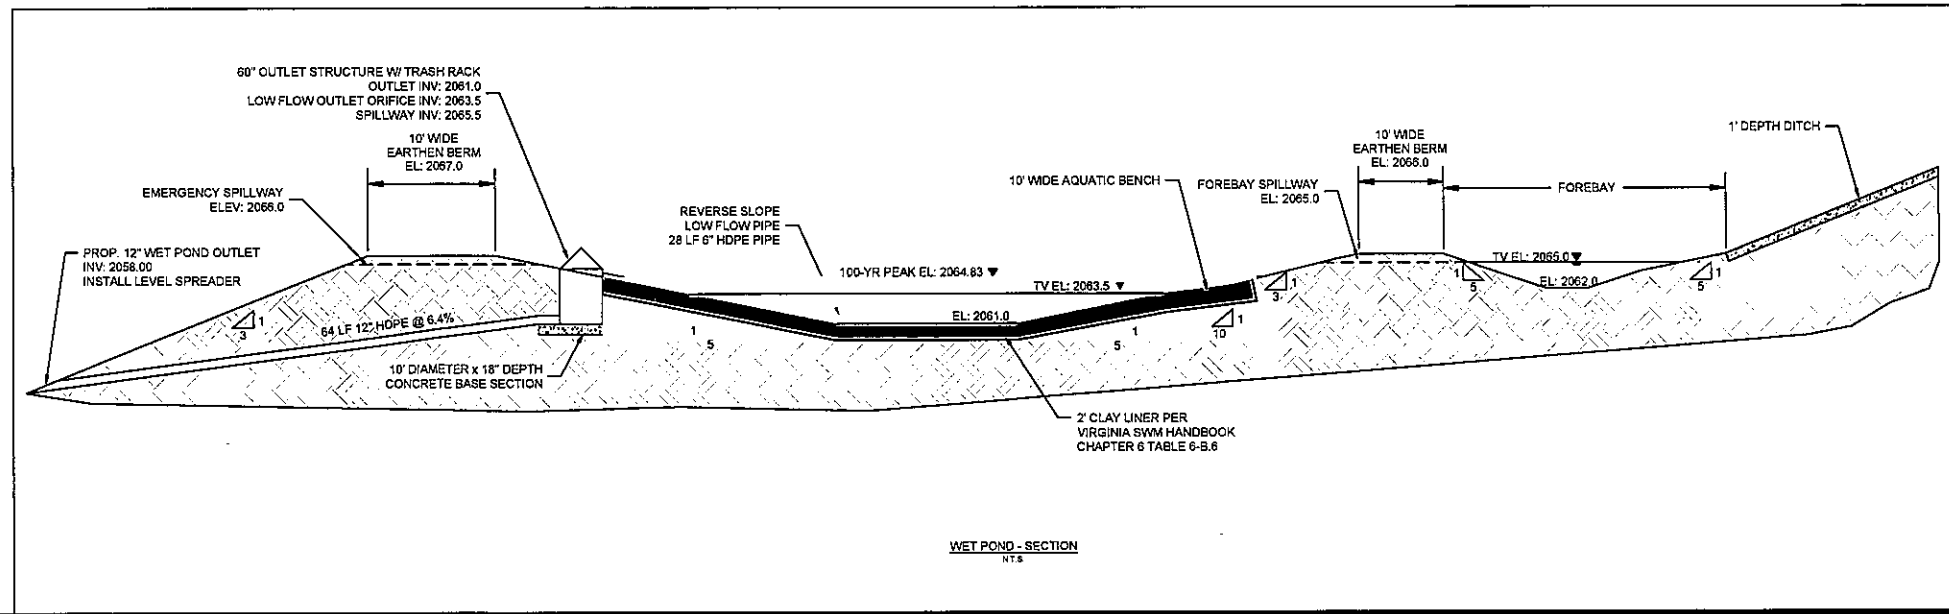 60" OUTLET STRUCTURE W/ TRASH RACK
OUTLET INV: 2061.0
LOW FLOW OUTLET ORIFICE INV: 2063.5
SPILLWAY INV: 2065.5
10' WIDE
EARTHEN BERM
EL: 2067.0
EMERGENCY SPILLWAY
ELEV: 2066.0
PROP. 12" WET POND OUTLET
INV: 2058.00
INSTALL LEVEL SPREADER
1
3
64 LF 12" HDPE @ 6.4%
10' DIAMETER x 18" DEPTH
CONCRETE BASE SECTION
REVERSE SLOPE
LOW FLOW PIPE
28 LF 6" HDPE PIPE
100-YR PEAK EL: 2064.83
TV EL: 2063.5
EL: 2061.0
1
5
1
5
10' WIDE AQUATIC BENCH
1
10
1
3
2' CLAY LINER PER
VIRGINIA SWM HANDBOOK
CHAPTER 6 TABLE 6-B.6
FOREBAY SPILLWAY
EL: 2065.0
10' WIDE
EARTHEN BERM
EL: 2066.0
FOREBAY
1' DEPTH DITCH
TV EL: 2065.0
EL: 2062.0
1
5
1
5
WET POND - SECTION
N.T.S